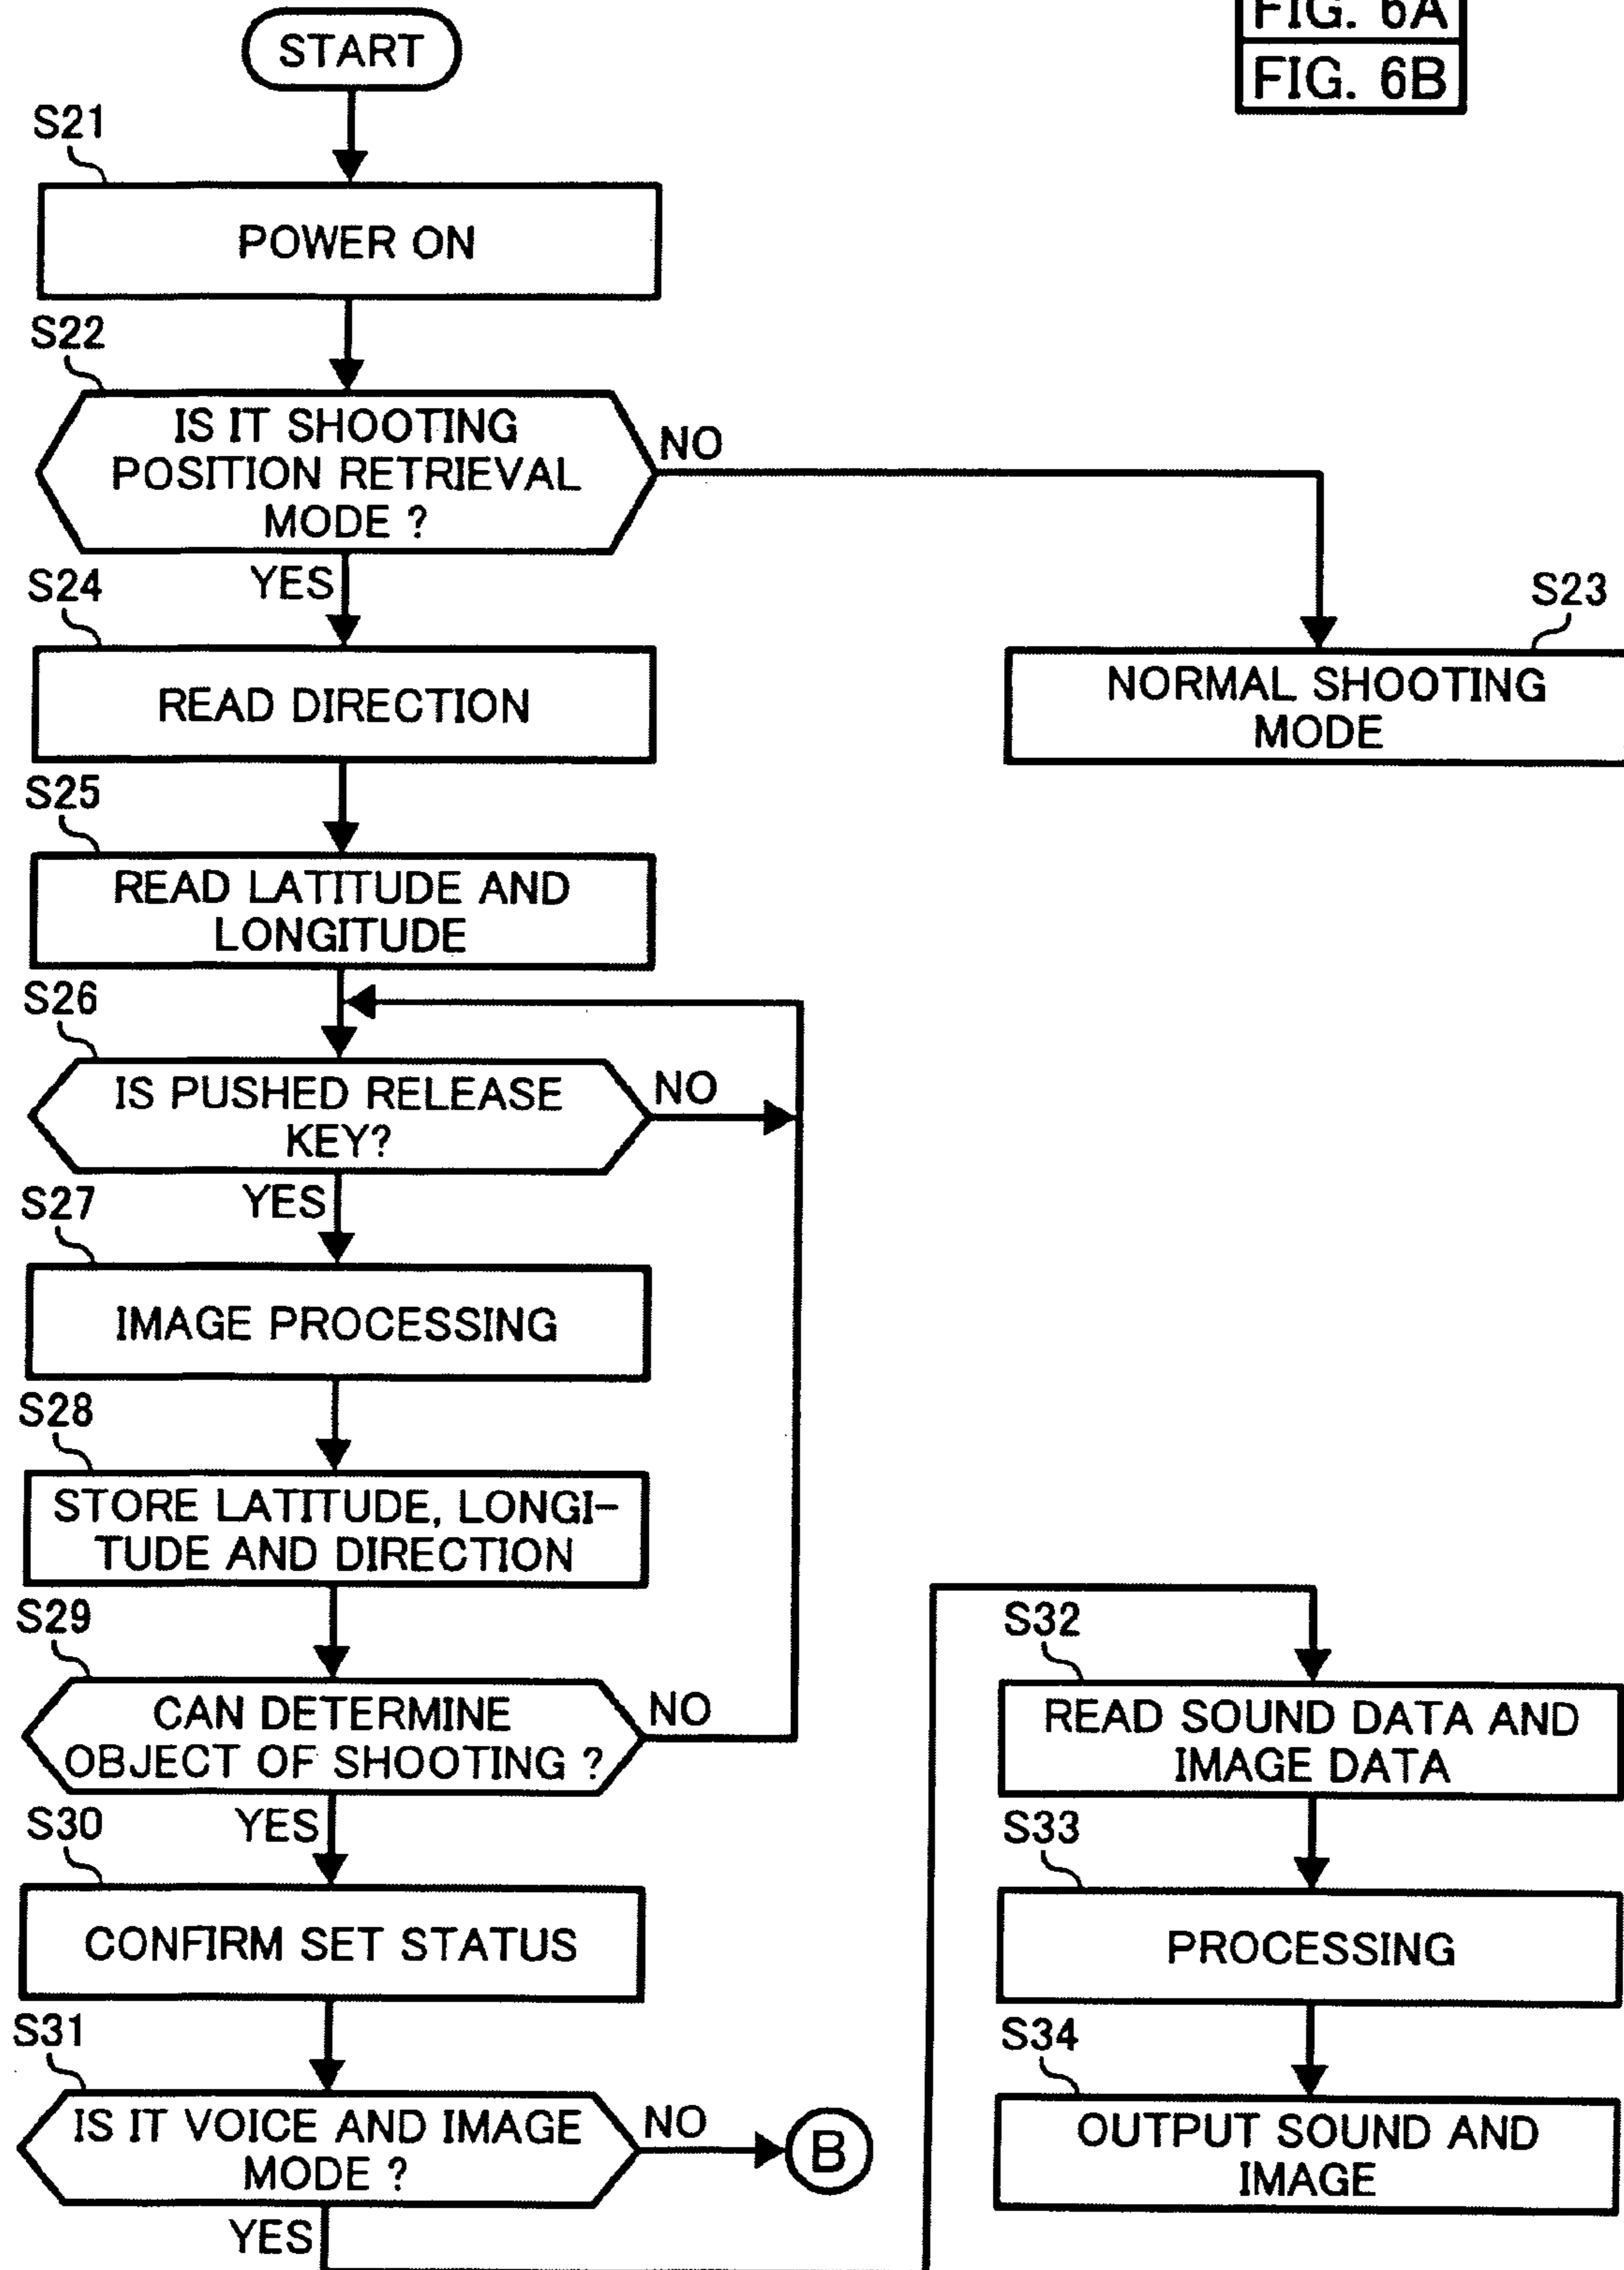 FIG. 6A
FIG. 6B
START
S21
POWER ON
S22
IS IT SHOOTING
POSITION RETRIEVAL
MODE ?
NO
YES
S23
NORMAL SHOOTING
MODE
S24
READ DIRECTION
S25
READ LATITUDE AND
LONGITUDE
S26
IS PUSHED RELEASE
KEY?
NO
YES
S27
IMAGE PROCESSING
S28
STORE LATITUDE, LONGI-
TUDE AND DIRECTION
S29
CAN DETERMINE
OBJECT OF SHOOTING ?
NO
YES
S30
CONFIRM SET STATUS
S31
IS IT VOICE AND IMAGE
MODE ?
NO
B
YES
S32
READ SOUND DATA AND
IMAGE DATA
S33
PROCESSING
S34
OUTPUT SOUND AND
IMAGE